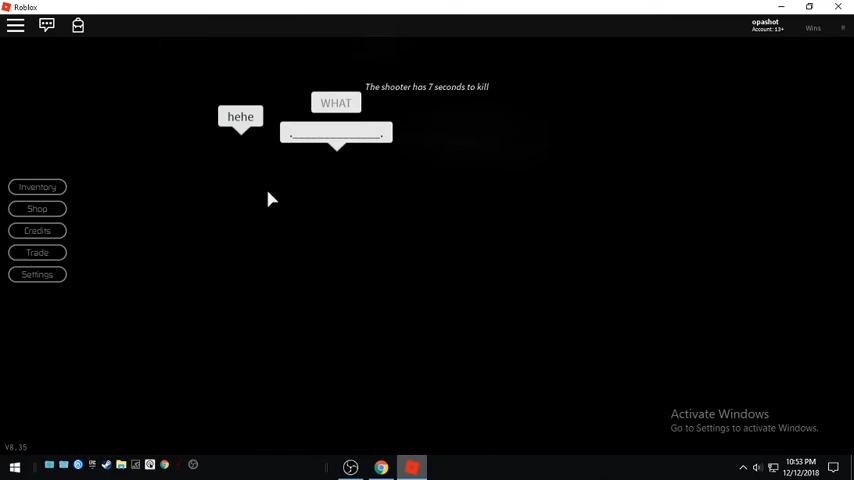 Roblox
opashot
Account: 13+
Wins
The shooter has 7 seconds to kill
WHAT
hehe
._______________.
Inventory
Shop
Credits
Trade
Settings
Activate Windows
Go to Settings to activate Windows.
V8.35
10:53 PM
12/12/2018